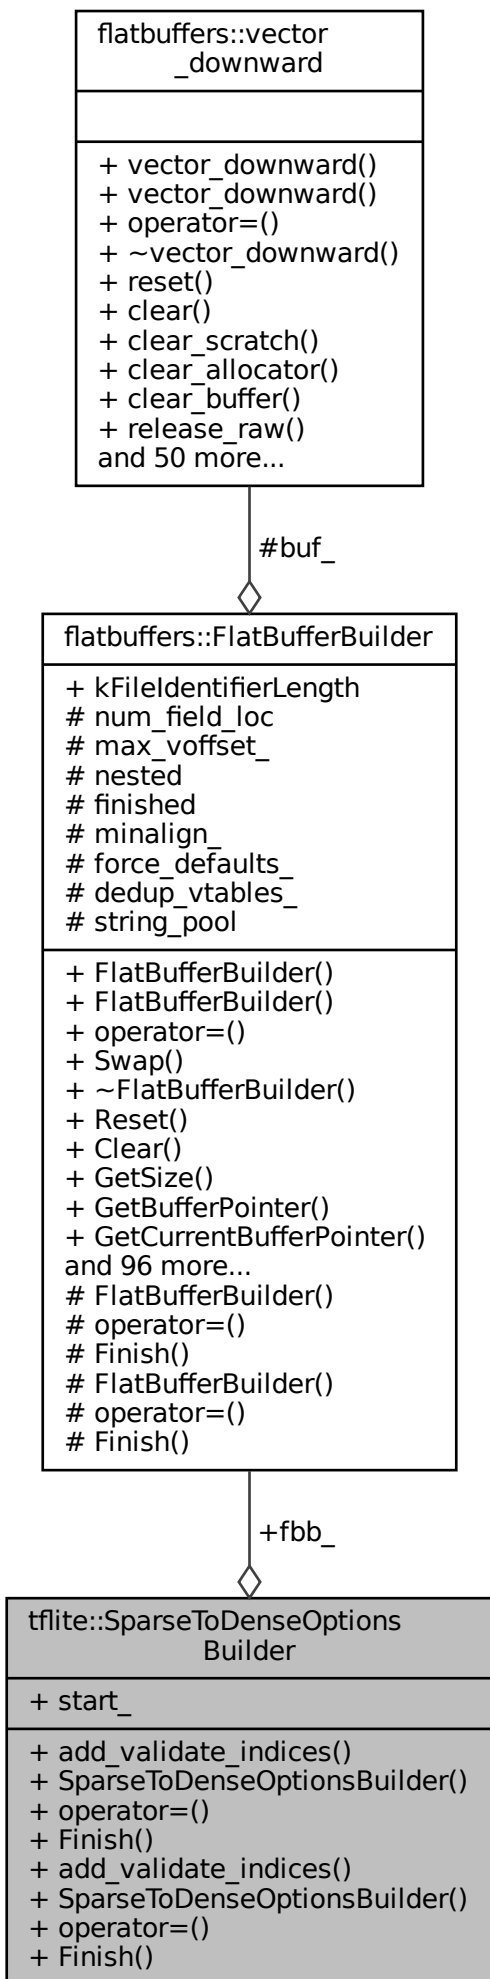 flatbuffers::vector
_downward
+ vector_downward()
+ vector_downward()
+ operator=()
+ ~vector_downward()
+ reset()
+ clear()
+ clear_scratch()
+ clear_allocator()
+ clear_buffer()
+ release_raw()
and 50 more...
#buf_
flatbuffers::FlatBufferBuilder
+ kFileIdentifierLength
# num_field_loc
# max_voffset_
# nested
# finished
# minalign_
# force_defaults_
# dedup_vtables_
# string_pool
+ FlatBufferBuilder()
+ FlatBufferBuilder()
+ operator=()
+ Swap()
+ ~FlatBufferBuilder()
+ Reset()
+ Clear()
+ GetSize()
+ GetBufferPointer()
+ GetCurrentBufferPointer()
and 96 more...
# FlatBufferBuilder()
# operator=()
# Finish()
# FlatBufferBuilder()
# operator=()
# Finish()
+fbb_
tflite::SparseToDenseOptions
Builder
+ start_
+ add_validate_indices()
+ SparseToDenseOptionsBuilder()
+ operator=()
+ Finish()
+ add_validate_indices()
+ SparseToDenseOptionsBuilder()
+ operator=()
+ Finish()